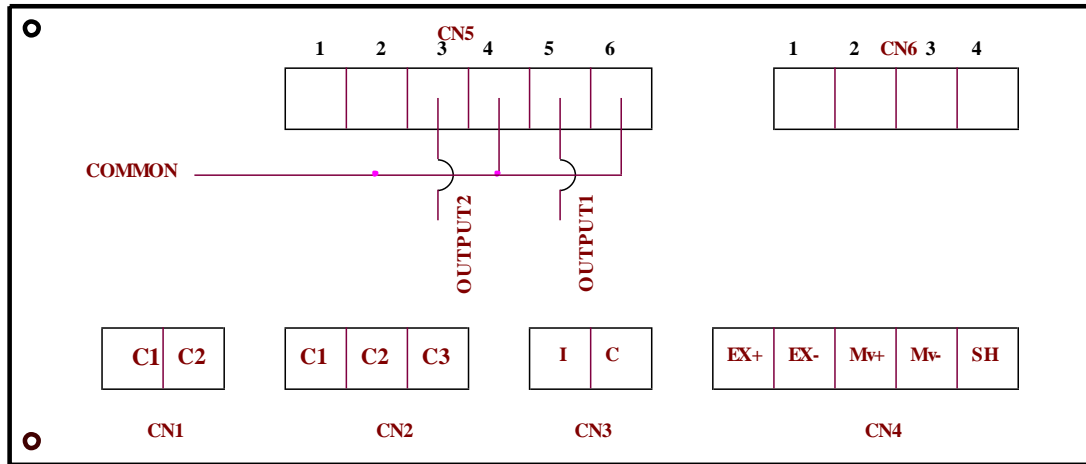 CN5
1 2 3 4 5 6
CN6
1 2 3 4
COMMON
OUTPUT2
OUTPUT1
C1 C2
C1 C2 C3
I C
EX+ EX- Mv+ Mv- SH
CN1
CN2
CN3
CN4